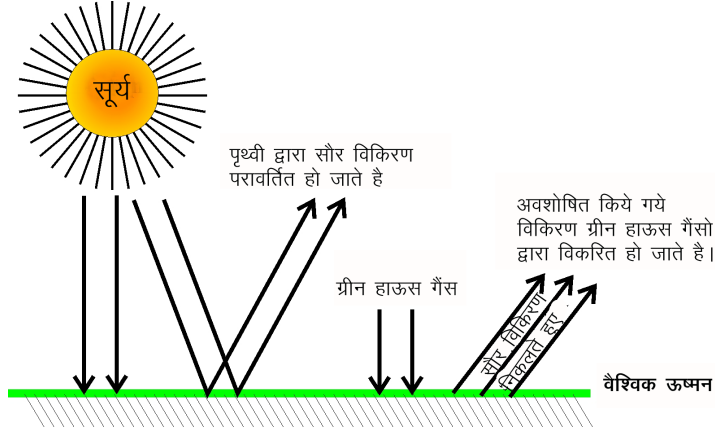 सूर्य
पृथ्वी द्वारा सौर विकिरण
परावर्तित हो जाते है
अवशोषित किये गये
विकिरण ग्रीन हाऊस गैंसो
द्वारा विकरित हो जाते है।
ग्रीन हाऊस गैंस
सौर विकिरण
निकलते हुए .
वैश्विक ऊष्मन